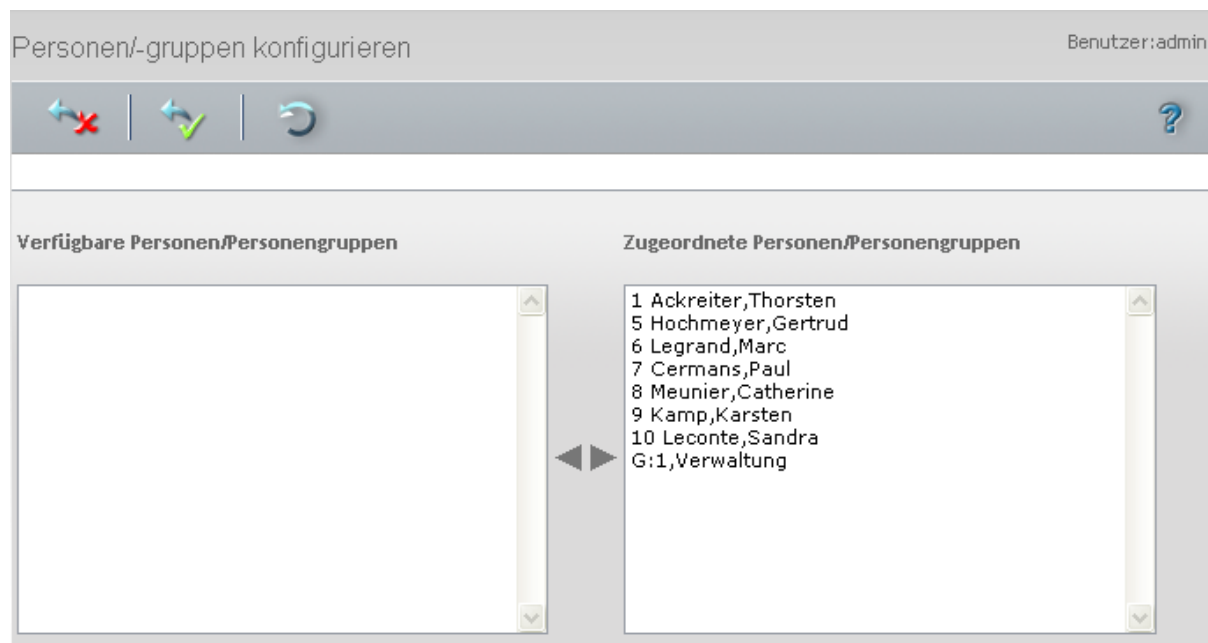 Personen/-gruppen konfigurieren
Benutzer:admin
Verfügbare Personen/Personengruppen
Zugeordnete Personen/Personengruppen
1 Ackreiter,Thorsten
5 Hochmeyer,Gertrud
6 Legrand,Marc
7 Cermans,Paul
8 Meunier,Catherine
9 Kamp,Karsten
10 Leconte,Sandra
G:1,Verwaltung